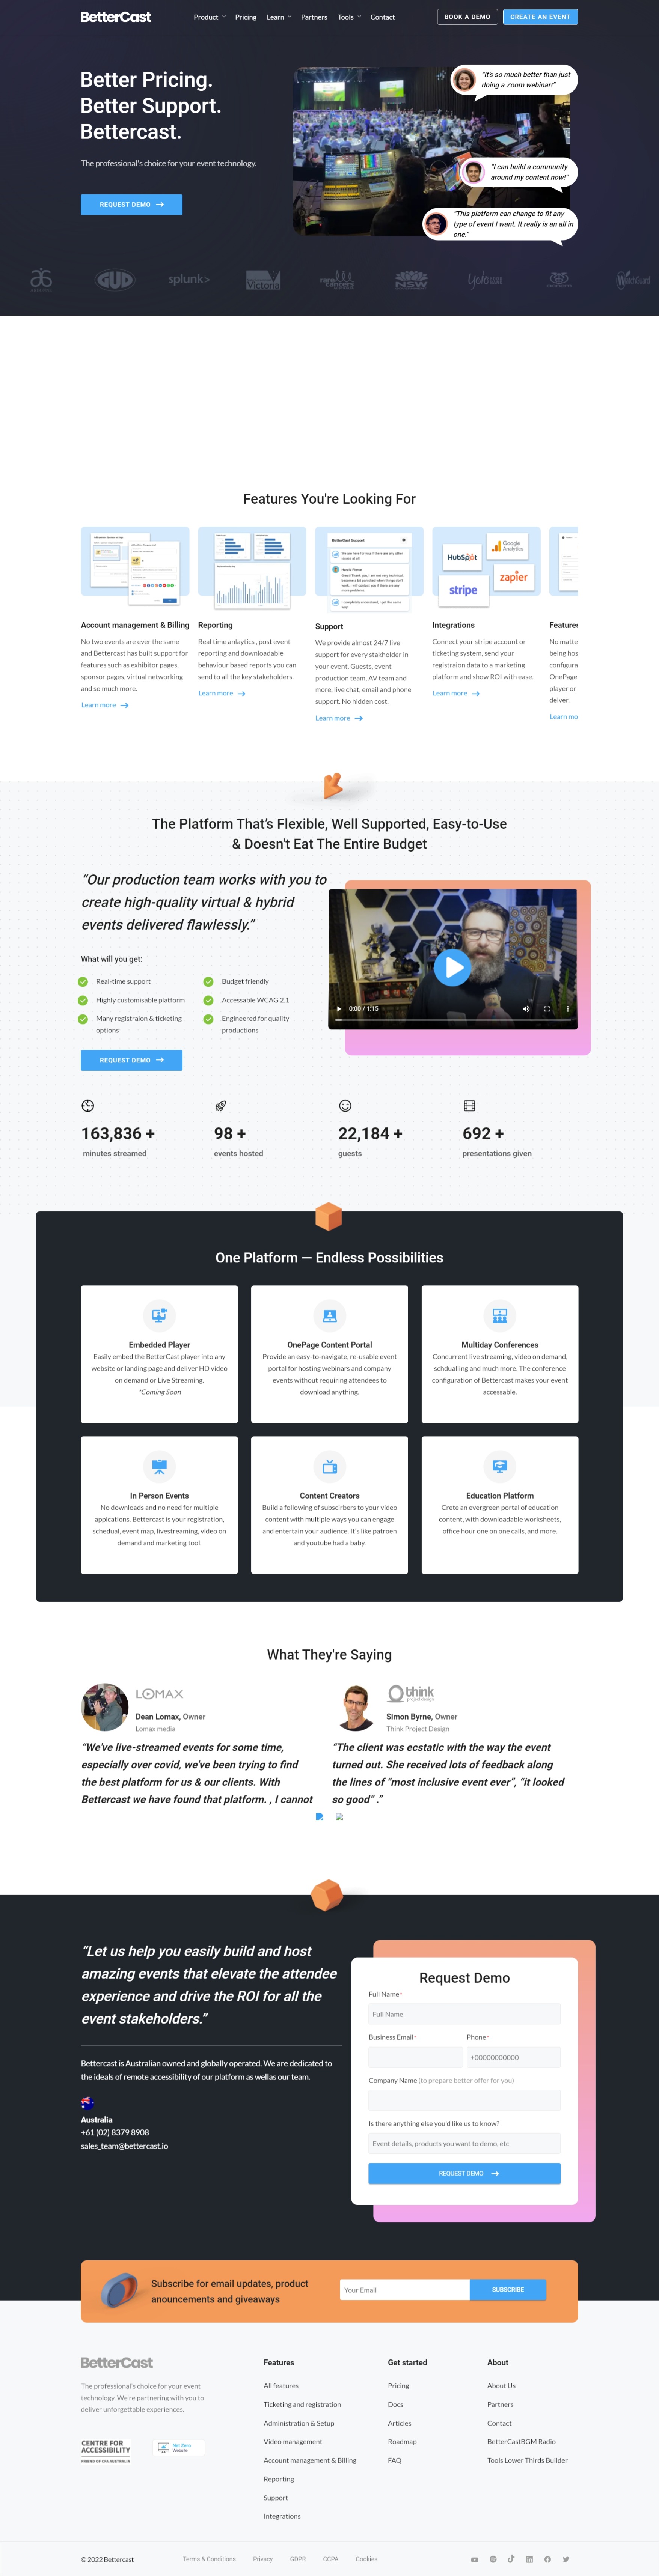 BetterCast
Product
Pricing
Learn
Partners
Tools
Contact
BOOK A DEMO
CREATE AN EVENT
Better Pricing.
Better Support.
Bettercast.
The professional's choice for your event technology.
REQUEST DEMO
"It's so much better than just
doing a Zoom webinar!"
"I can build a community
around my content now!"
"This platform can change to fit any
type of event I want. It really is an all in
one."
GUD
splunk>
Victoria
NSW
Features You're Looking For
BetterCast Support
HubSpot
Google
Analytics
stripe
zapier
Account management & Billing
No two events are ever the same
and Bettercast has built support for
features such as exhibitor pages,
sponsor pages, virtual networking
and so much more.
Learn more
Reporting
Real time anlaytics , post event
reporting and downloadable
behaviour based reports you can
send to all the key stakeholders.
Learn more
Support
We provide almost 24/7 live
support for every stakholder in
your event. Guests, event
production team, AV team and
more, live chat, email and phone
support. No hidden cost.
Learn more
Integrations
Connect your stripe account or
ticketing system, send your
registraion data to a marketing
platform and show ROI with ease.
Learn more
Features
No matte
being hos
configura
OnePage
player or
delver.
Learn mo
The Platform That's Flexible, Well Supported, Easy-to-Use
& Doesn't Eat The Entire Budget
"Our production team works with you to
create high-quality virtual & hybrid
events delivered flawlessly."
What will you get:
Real-time support
Budget friendly
Highly customisable platform
Accessable WCAG 2.1
Many registraion & ticketing
options
Engineered for quality
productions
REQUEST DEMO
0:00 / 1:15
163,836 +
minutes streamed
98 +
events hosted
22,184 +
guests
692 +
presentations given
One Platform — Endless Possibilities
Embedded Player
Easily embed the BetterCast player into any
website or landing page and deliver HD video
on demand or Live Streaming.
*Coming Soon
OnePage Content Portal
Provide an easy-to-navigate, re-usable event
portal for hosting webinars and company
events without requiring attendees to
download anything.
Multiday Conferences
Concurrent live streaming, video on demand,
schdualling and much more. The conference
configuration of Bettercast makes your event
accessable.
In Person Events
No downloads and no need for multiple
applcations. Bettercast is your registration,
schedual, event map, livestreaming, video on
demand and marketing tool.
Content Creators
Build a following of subscirbers to your video
content with multiple ways you can engage
and entertain your audience. It's like patroen
and youtube had a baby.
Education Platform
Crete an evergreen portal of education
content, with downloadable worksheets,
office hour one on one calls, and more.
What They're Saying
LOMAX
Dean Lomax, Owner
Lomax media
"We've live-streamed events for some time,
especially over covid, we've been trying to find
the best platform for us & our clients. With
Bettercast we have found that platform. , I cannot
think
project design
Simon Byrne, Owner
Think Project Design
"The client was ecstatic with the way the event
turned out. She received lots of feedback along
the lines of "most inclusive event ever", "it looked
so good" ."
"Let us help you easily build and host
amazing events that elevate the attendee
experience and drive the ROI for all the
event stakeholders."
Bettercast is Australian owned and globally operated. We are dedicated to
the ideals of remote accessibility of our platform as wellas our team.
Australia
+61 (02) 8379 8908
sales_team@bettercast.io
Request Demo
Full Name*
Full Name
Business Email*
Phone*
+00000000000
Company Name (to prepare better offer for you)
Is there anything else you'd like us to know?
Event details, products you want to demo, etc
REQUEST DEMO
Subscribe for email updates, product
anouncements and giveaways
Your Email
SUBSCRIBE
BetterCast
The professional's choice for your event
technology. We're partnering with you to
deliver unforgettable experiences.
CENTRE FOR
ACCESSIBILITY
FRIEND OF CFA AUSTRALIA
Net Zero
Website
Features
All features
Ticketing and registration
Administration & Setup
Video management
Account management & Billing
Reporting
Support
Integrations
Get started
Pricing
Docs
Articles
Roadmap
FAQ
About
About Us
Partners
Contact
BetterCastBGM Radio
Tools Lower Thirds Builder
© 2022 Bettercast
Terms & Conditions
Privacy
GDPR
CCPA
Cookies